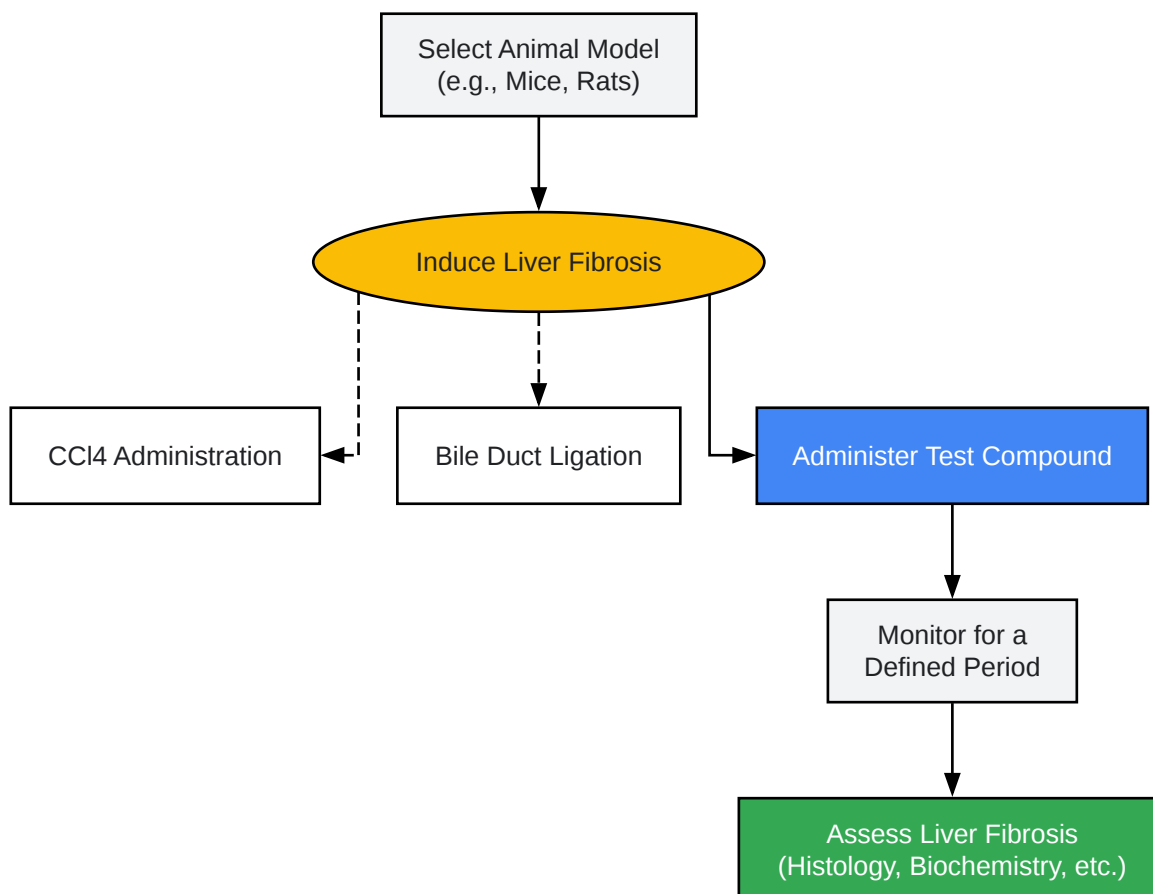 Select Animal Model
(e.g., Mice, Rats)
Induce Liver Fibrosis
CCl4 Administration
Bile Duct Ligation
Administer Test Compound
Monitor for a
Defined Period
Assess Liver Fibrosis
(Histology, Biochemistry, etc.)